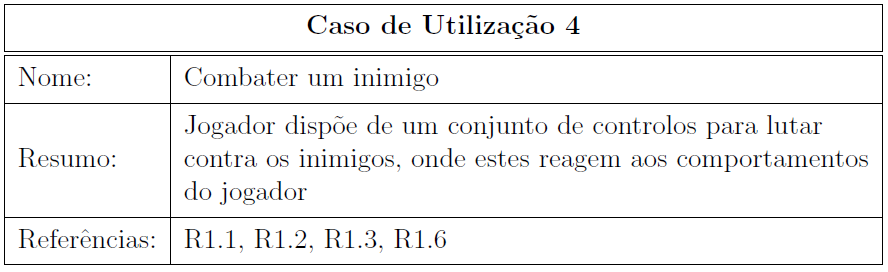 Caso de Utilização 4
Nome: Combater um inimigo
Resumo: Jogador dispõe de um conjunto de controlos para lutar
contra os inimigos, onde estes reagem aos comportamentos
do jogador
Referências: R1.1, R1.2, R1.3, R1.6